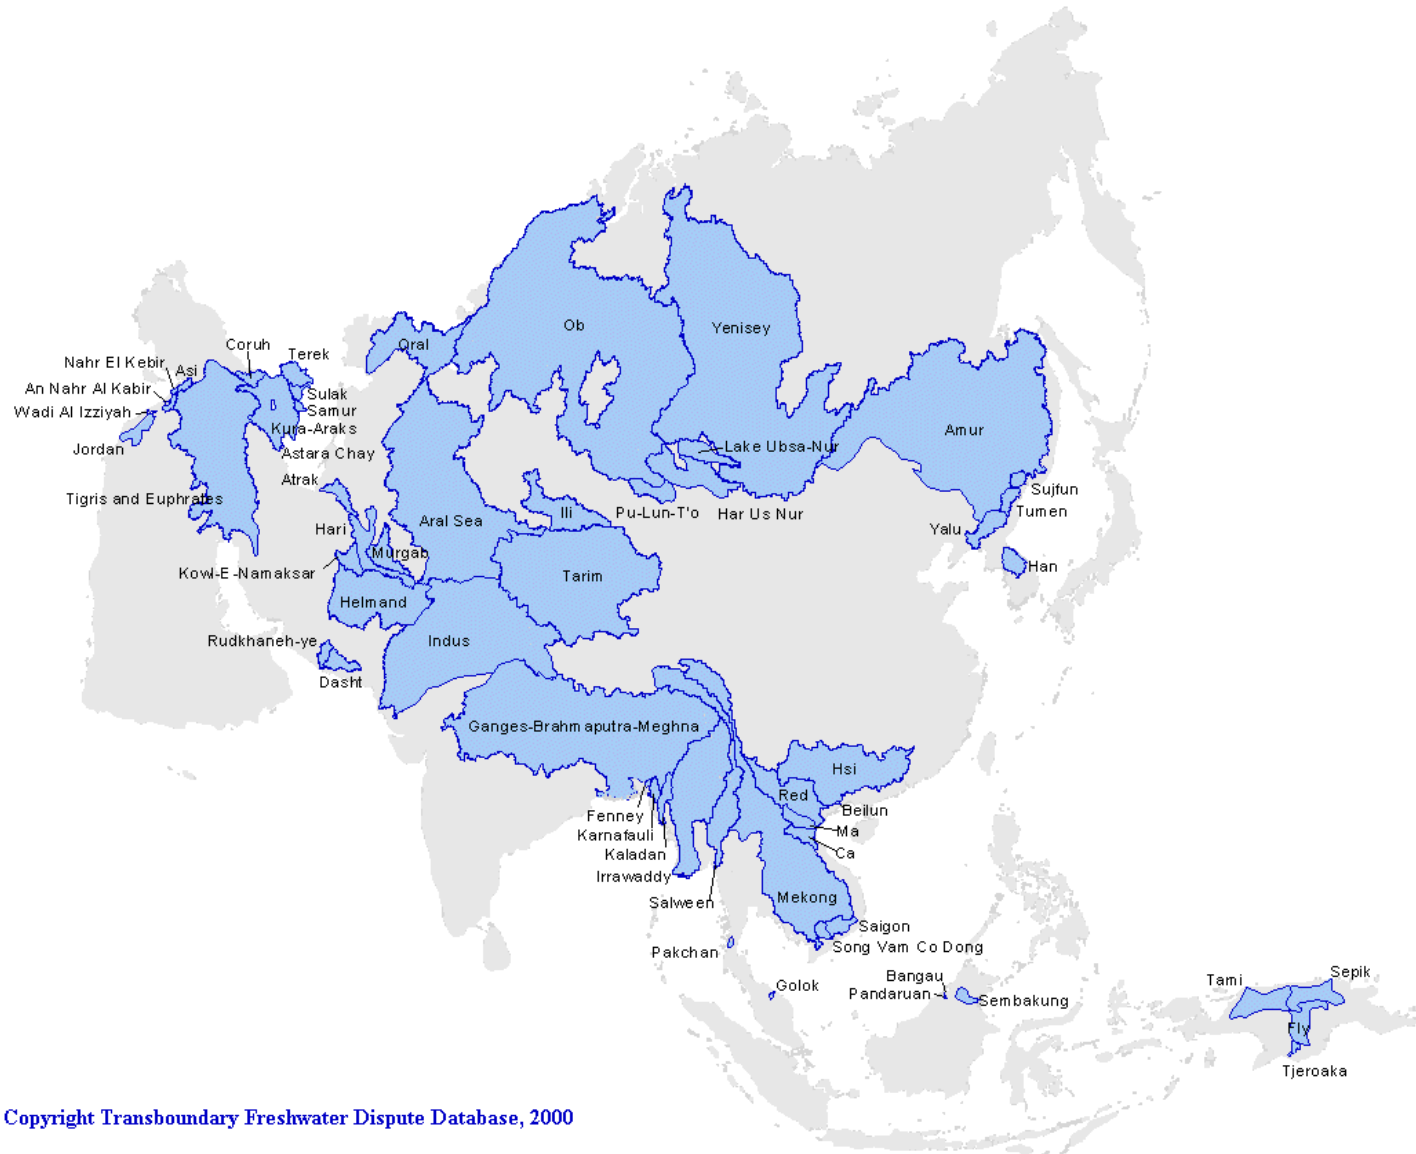 Ob
Yenisey
Oral
Coruh
Terek
Nahr El Kebir
Asi
An Nahr Al Kabir
Sulak
Wadi Al Izziyah
Samur
Kura-Araks
Amur
Jordan
Lake Ubsa-Nur
Astara Chay
Atrak
Sujfun
Tigris and Euphrates
Pu-Lun-T'o
Har Us Nur
Tumen
Ili
Aral Sea
Hari
Yalu
Murgab
Han
Kowl-E-Namaksar
Tarim
Helmand
Rudkhaneh-ye
Indus
Dasht
Ganges-Brahmaputra-Meghna
Hsi
Red
Beilun
Fenney
Karnafauli
Ma
Kaladan
Ca
Irrawaddy
Salween
Mekong
Saigon
Pakchan
Song Vam Co Dong
Golok
Bangau
Pandaruan
Sembakung
Tami
Sepik
Fly
Tjeroaka
Copyright Transboundary Freshwater Dispute Database, 2000